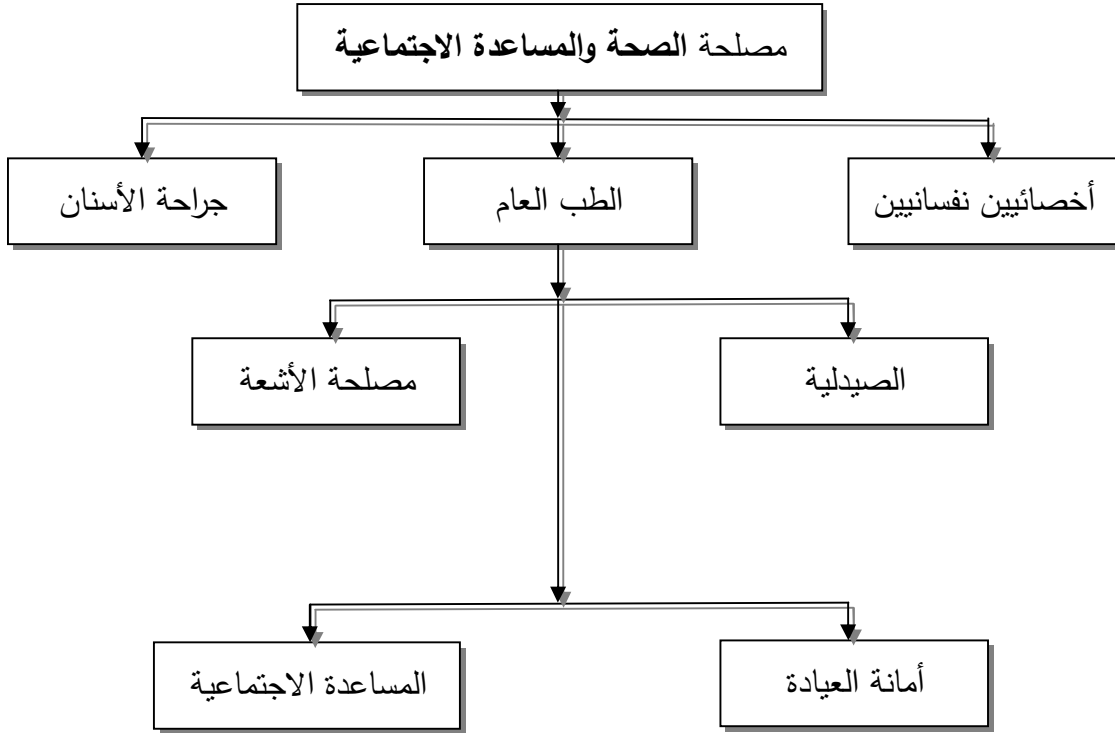 مصلحة الصحة والمساعدة الاجتماعية
أخصائيين نفسانيين
الطب العام
جراحة الأسنان
الصيدلية
مصلحة الأشعة
أمانة العيادة
المساعدة الاجتماعية